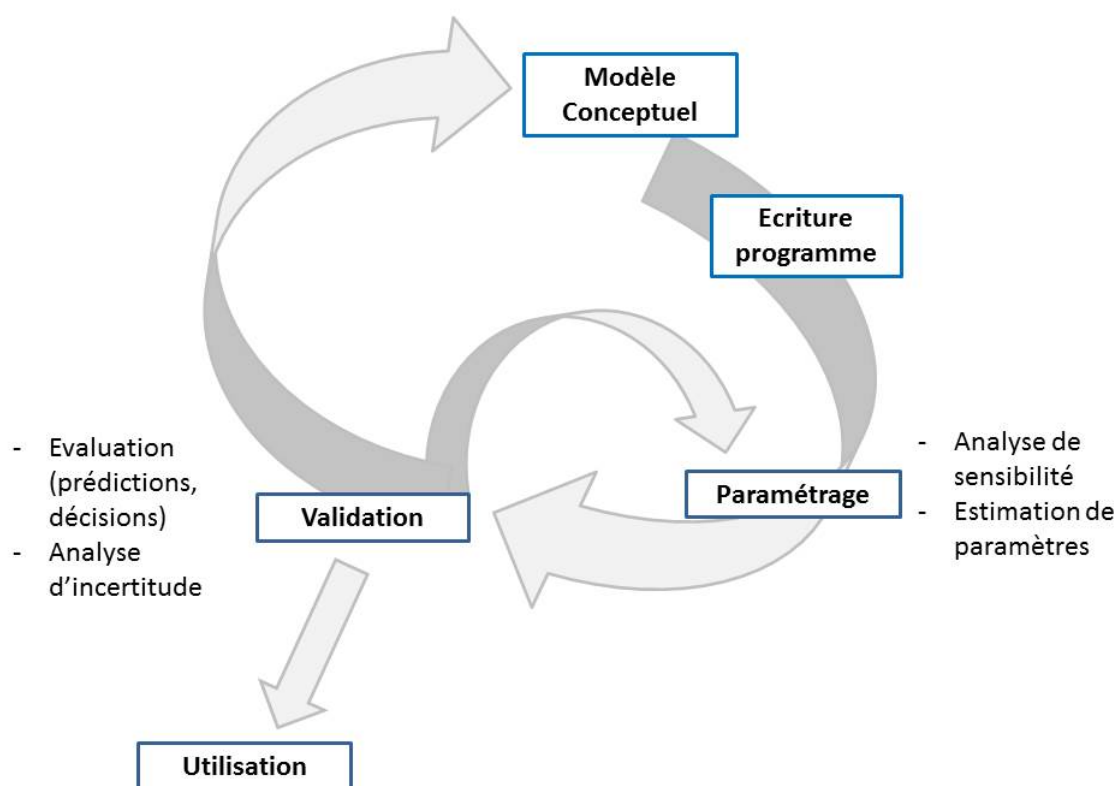 Modèle
Conceptuel
Ecriture
programme
- Evaluation
(prédictions,
décisions)
- Analyse
d’incertitude
Validation
Paramétrage
- Analyse de
sensibilité
- Estimation de
paramètres
Utilisation